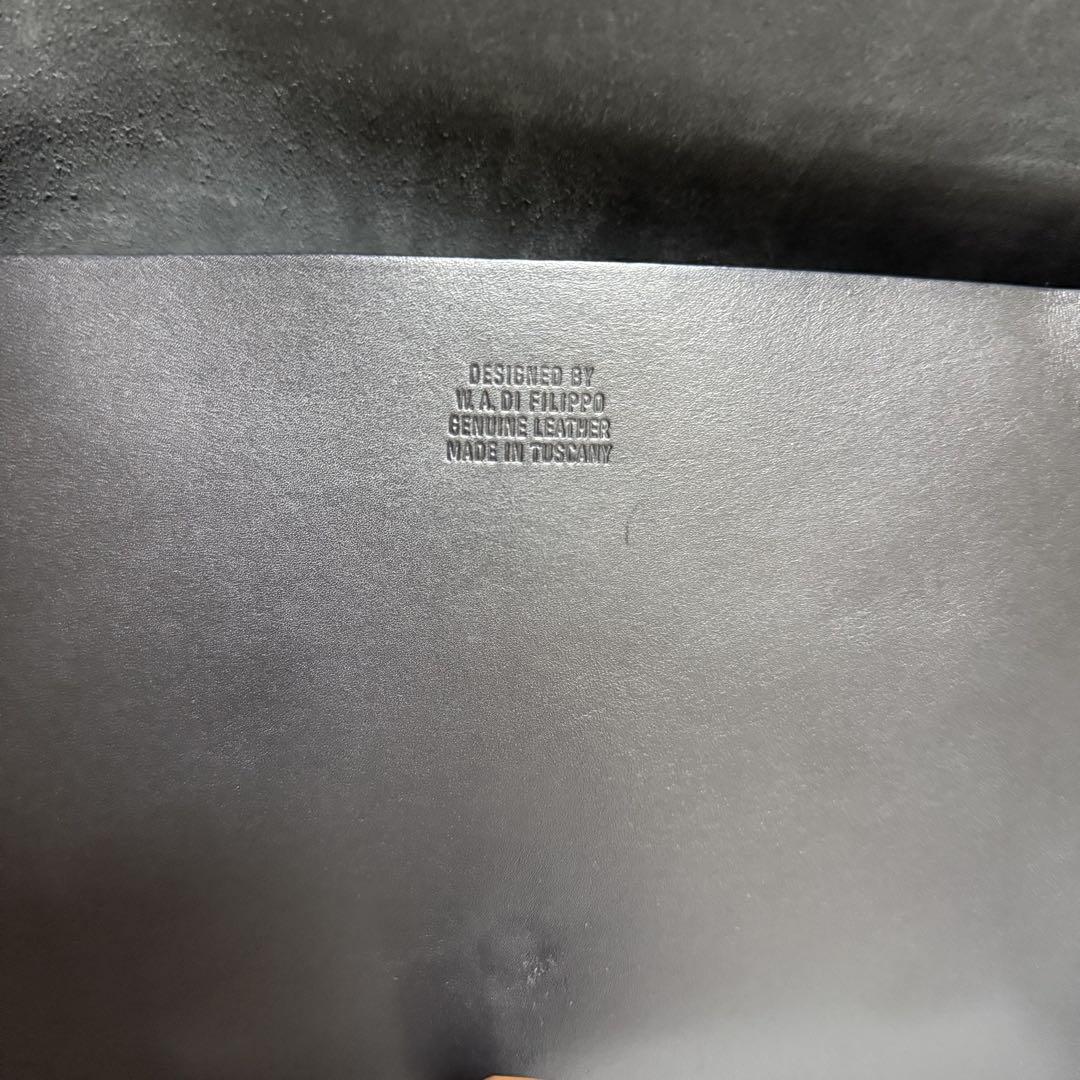 DESIGNED BY
W. A. DI FILIPPO
GENUINE LEATHER
MADE IN TUSCANY